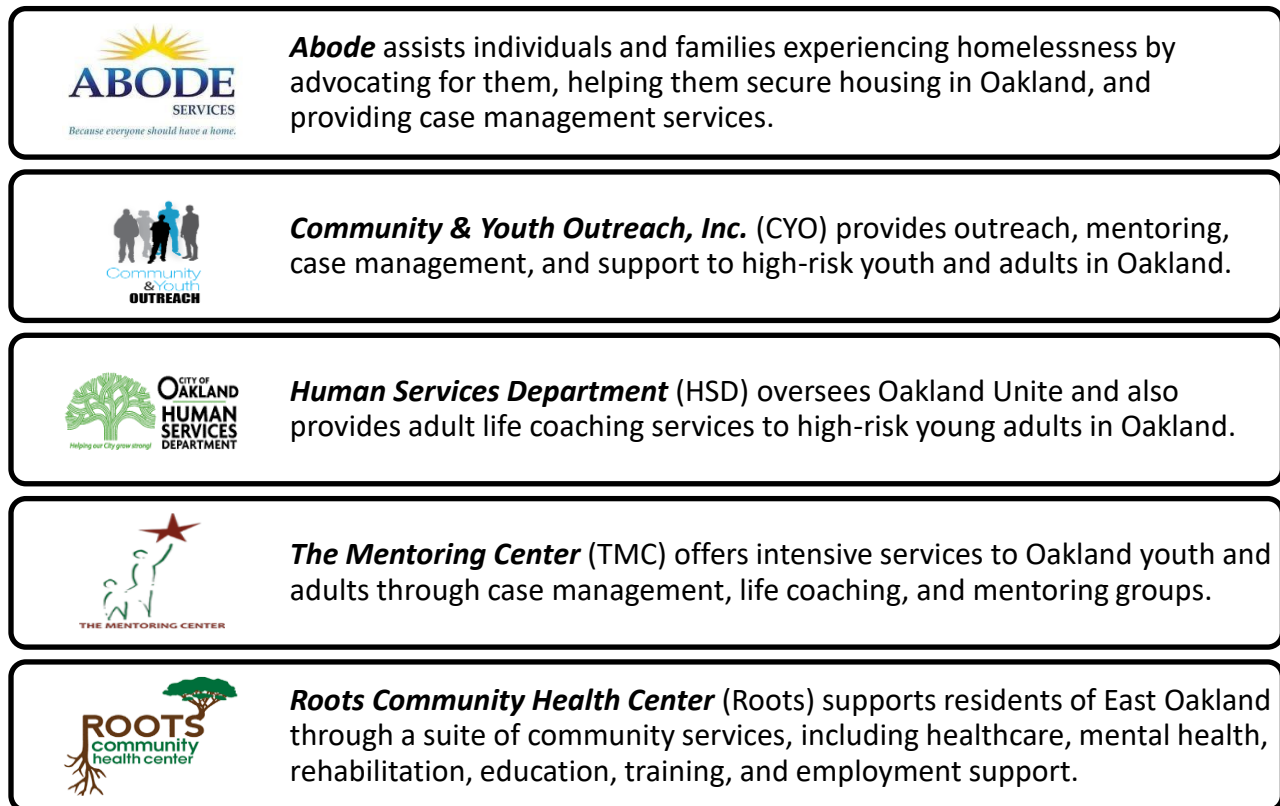 ABODE
SERVICES
Because everyone should have a home.
Abode assists individuals and families experiencing homelessness by
advocating for them, helping them secure housing in Oakland, and
providing case management services.
Community
&Youth
OUTREACH
Community & Youth Outreach, Inc. (CYO) provides outreach, mentoring,
case management, and support to high-risk youth and adults in Oakland.
CITY OF
OAKLAND
HUMAN
SERVICES
DEPARTMENT
Helping our City grow strong!
Human Services Department (HSD) oversees Oakland Unite and also
provides adult life coaching services to high-risk young adults in Oakland.
THE MENTORING CENTER
The Mentoring Center (TMC) offers intensive services to Oakland youth and
adults through case management, life coaching, and mentoring groups.
ROOTS
community
health center
Roots Community Health Center (Roots) supports residents of East Oakland
through a suite of community services, including healthcare, mental health,
rehabilitation, education, training, and employment support.